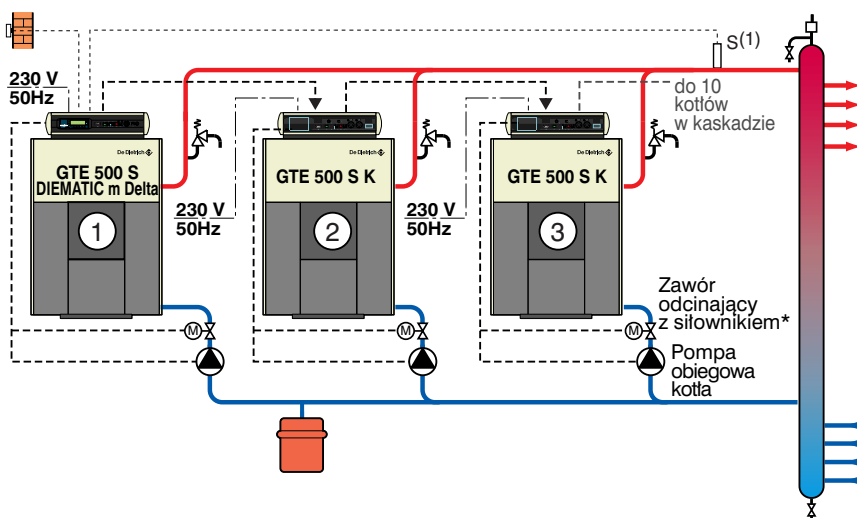 S(1)
230 V
50Hz
do 10
kotłów
w kaskadzie
De Dietrich
GTE 500 S
DIEMATIC m Delta
1
230 V
50Hz
De Dietrich
GTE 500 S K
2
230 V
50Hz
De Dietrich
GTE 500 S K
3
M
M
M
Zawór
odcinający
z siłownikiem*
Pompa
obiegowa
kotła